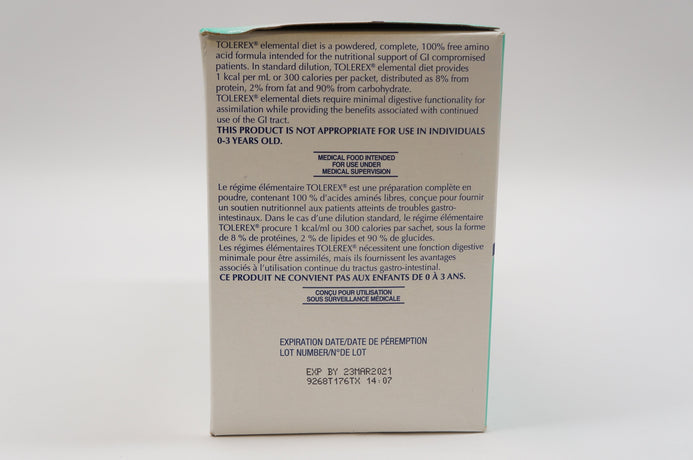 TOLEREX® elemental diet is a powdered, complete, 100% free amino
acid formula intended for the nutritional support of GI compromised
patients. In standard dilution, TOLEREX® elemental diet provides
1 kcal per mL or 300 calories per packet, distributed as 8% from
protein, 2% from fat and 90% from carbohydrate.
TOLEREX® elemental diets require minimal digestive functionality for
assimilation while providing the benefits associated with continued
use of the GI tract.
THIS PRODUCT IS NOT APPROPRIATE FOR USE IN INDIVIDUALS
0-3 YEARS OLD.
MEDICAL FOOD INTENDED
FOR USE UNDER
MEDICAL SUPERVISION
Le régime élémentaire TOLEREX® est une préparation complète en
poudre, contenant 100 % d'acides aminés libres, conçue pour fournir
un soutien nutritionnel aux patients atteints de troubles gastro-
intestinaux. Dans le cas d'une dilution standard, le régime élémentaire
TOLEREX® procure 1 kcal/ml ou 300 calories par sachet, sous la forme
de 8 % de protéines, 2 % de lipides et 90 % de glucides.
Les régimes élémentaires TOLEREX® nécessitent une fonction digestive
minimale pour être assimilés, mais ils fournissent les avantages
associés à l'utilisation continue du tractus gastro-intestinal.
CE PRODUIT NE CONVIENT PAS AUX ENFANTS DE 0 À 3 ANS.
CONÇU POUR UTILISATION
SOUS SURVEILLANCE MÉDICALE
EXPIRATION DATE/DATE DE PÉREMPTION
LOT NUMBER/N°DE LOT
EXP BY 23MAR2021
9268T176TX 14:07